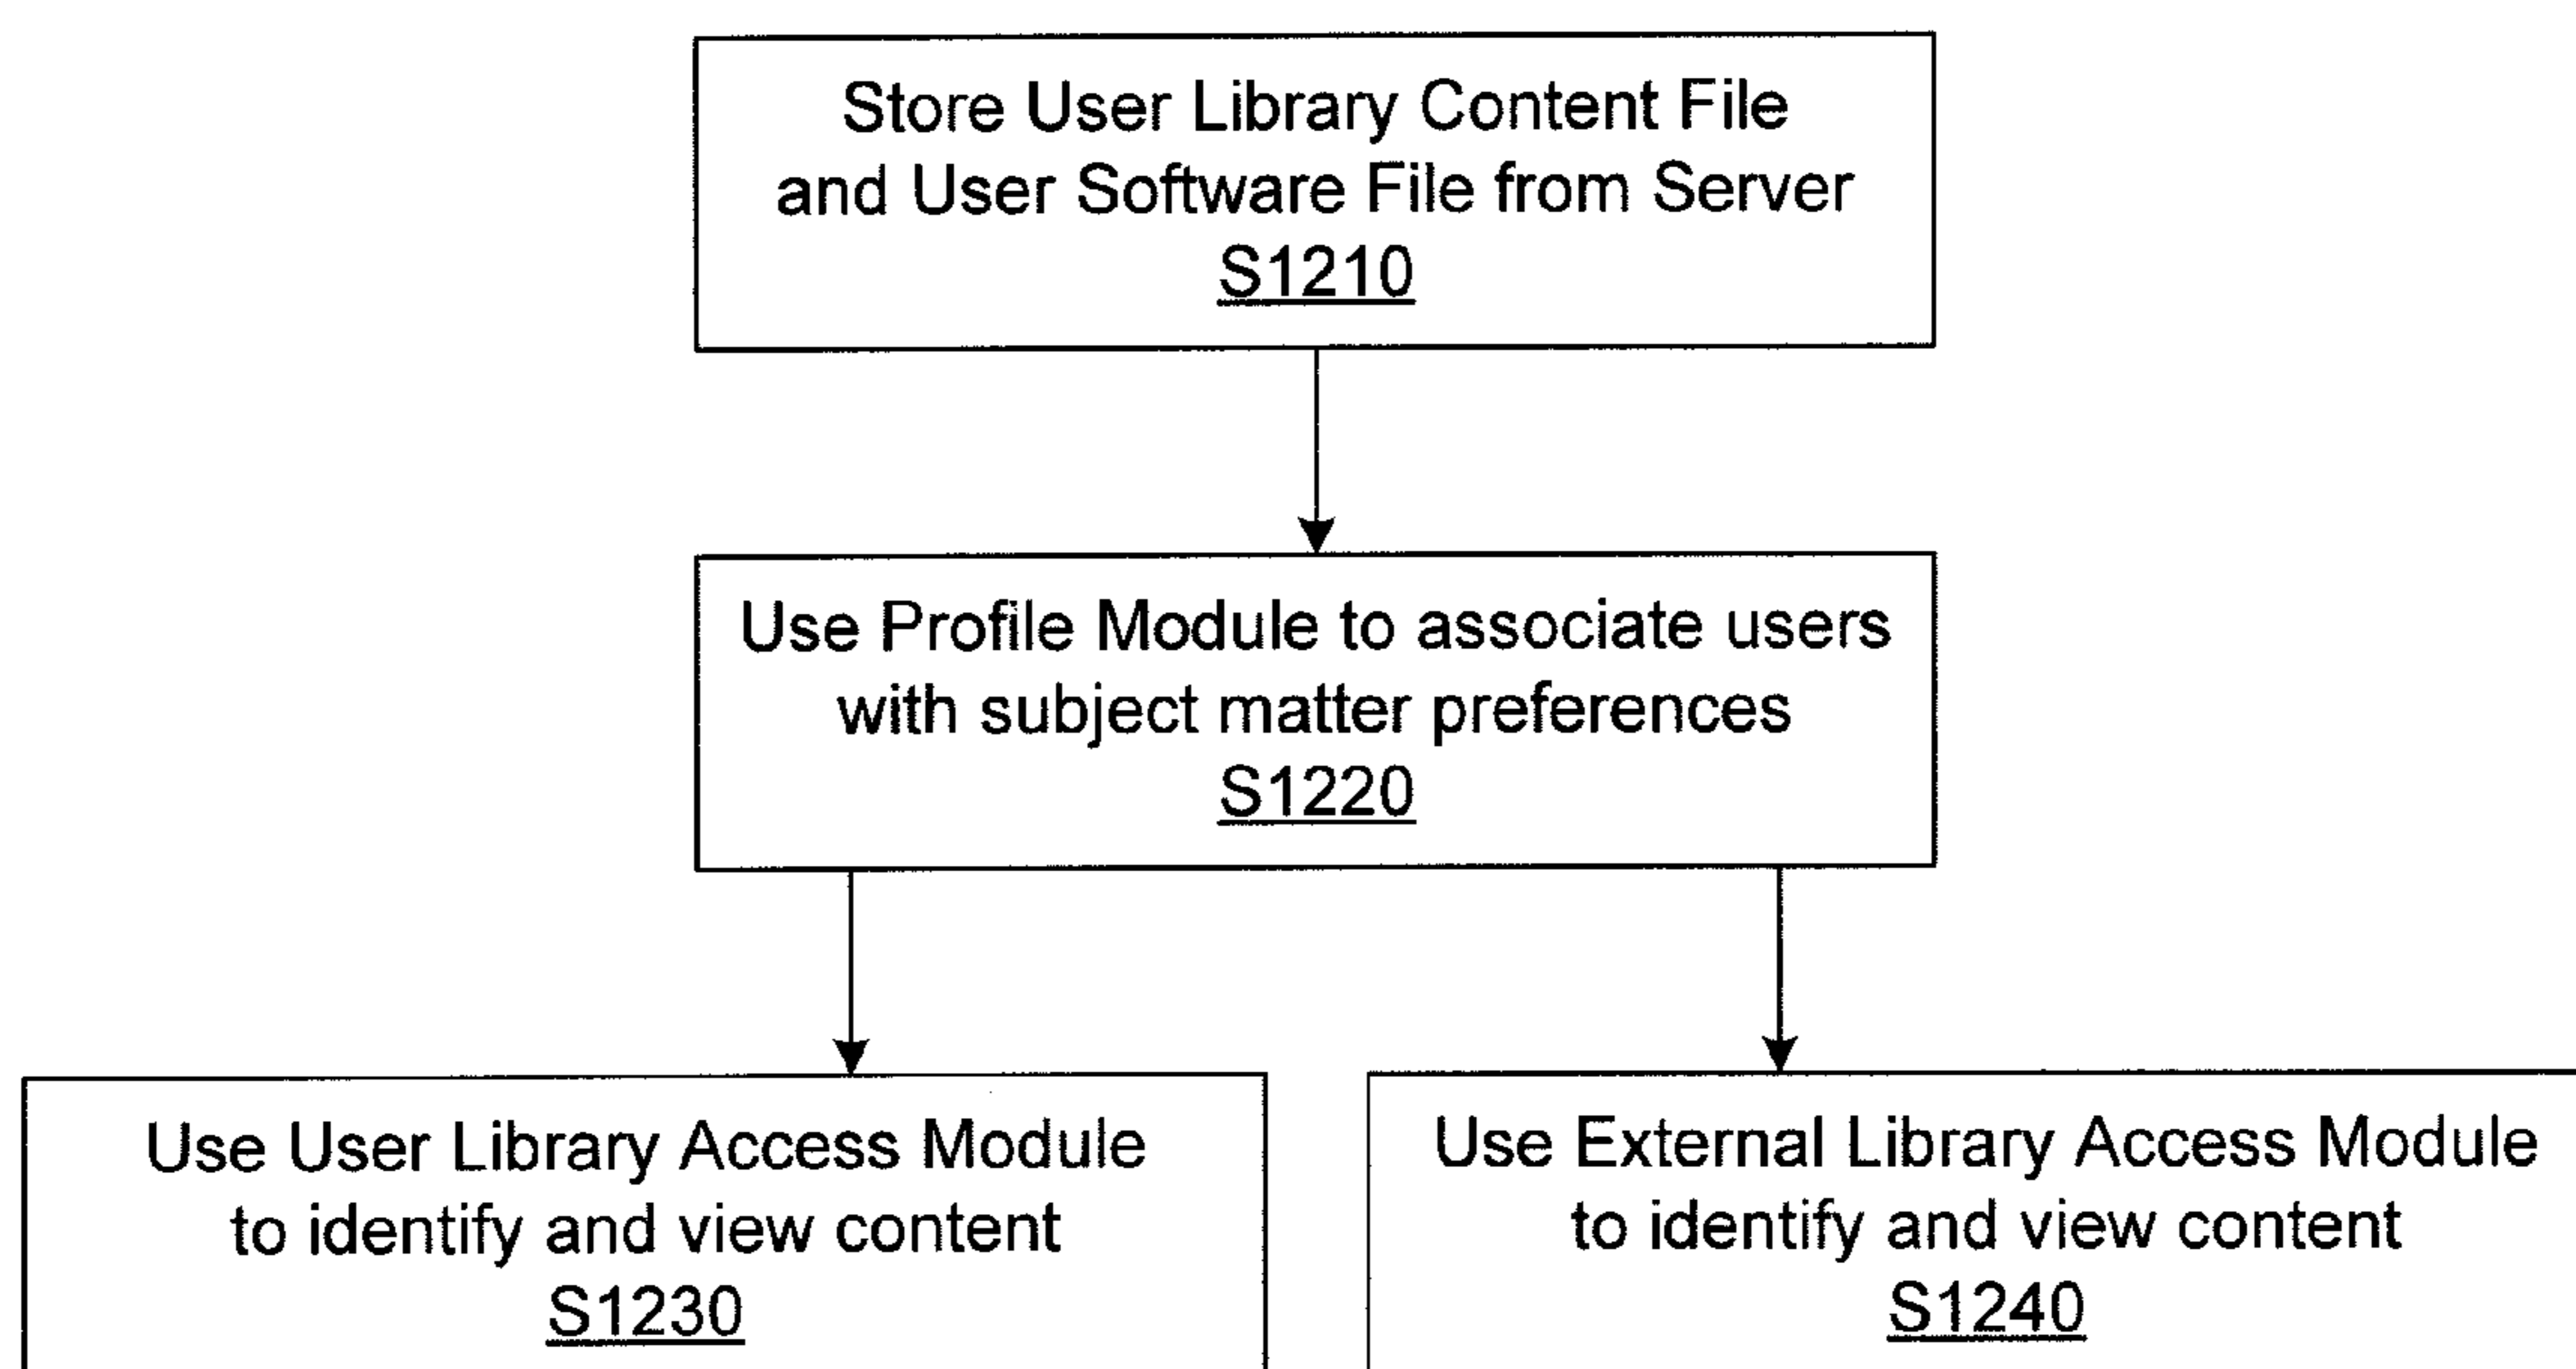 Store User Library Content File
and User Software File from Server
S1210
Use Profile Module to associate users
with subject matter preferences
S1220
Use User Library Access Module
to identify and view content
S1230
Use External Library Access Module
to identify and view content
S1240